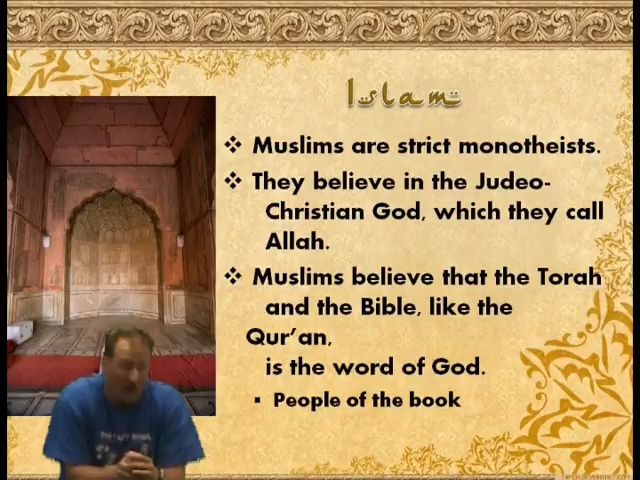 Islam
❖ Muslims are strict monotheists.
❖ They believe in the Judeo-
Christian God, which they call
Allah.
❖ Muslims believe that the Torah
and the Bible, like the
Qur'an,
is the word of God.
▪ People of the book